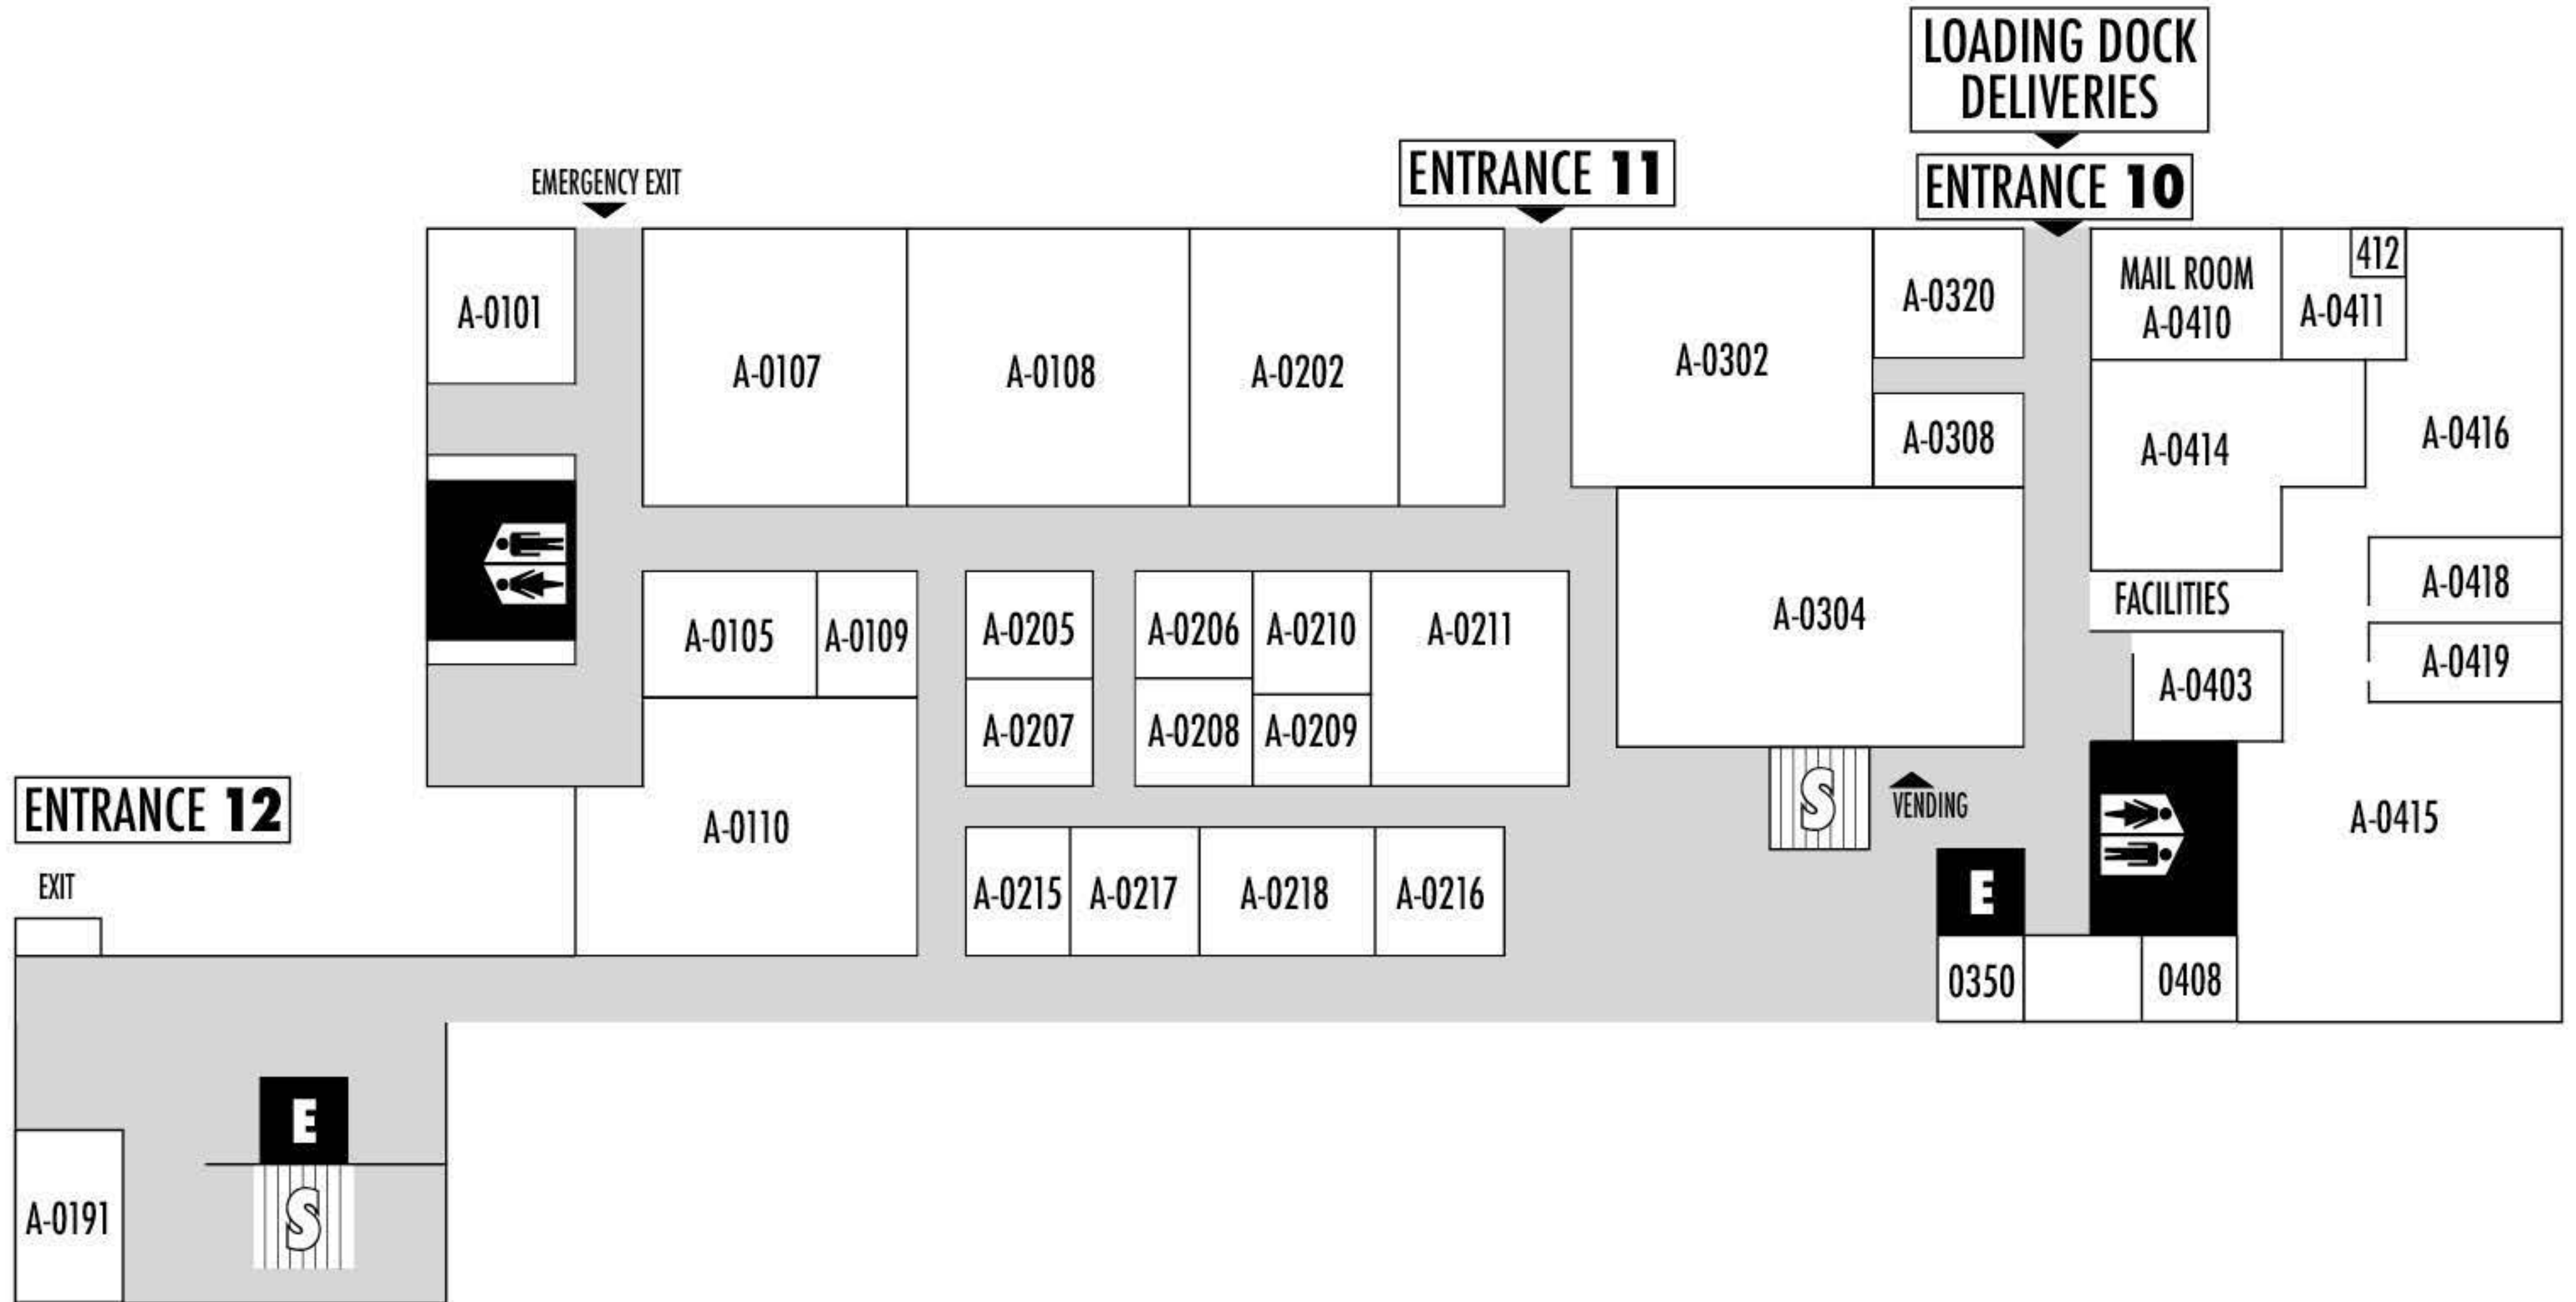 LOADING DOCK
DELIVERIES
ENTRANCE 11
ENTRANCE 10
EMERGENCY EXIT
A-0101
A-0107
A-0108
A-0202
A-0302
A-0320
A-0308
MAIL ROOM
A-0410
412
A-0411
A-0414
A-0416
A-0105
A-0109
A-0205
A-0206
A-0210
A-0211
A-0304
FACILITIES
A-0418
A-0419
A-0403
A-0207
A-0208
A-0209
ENTRANCE 12
EXIT
A-0110
S
VENDING
A-0415
A-0215
A-0217
A-0218
A-0216
E
0350
0408
E
S
A-0191